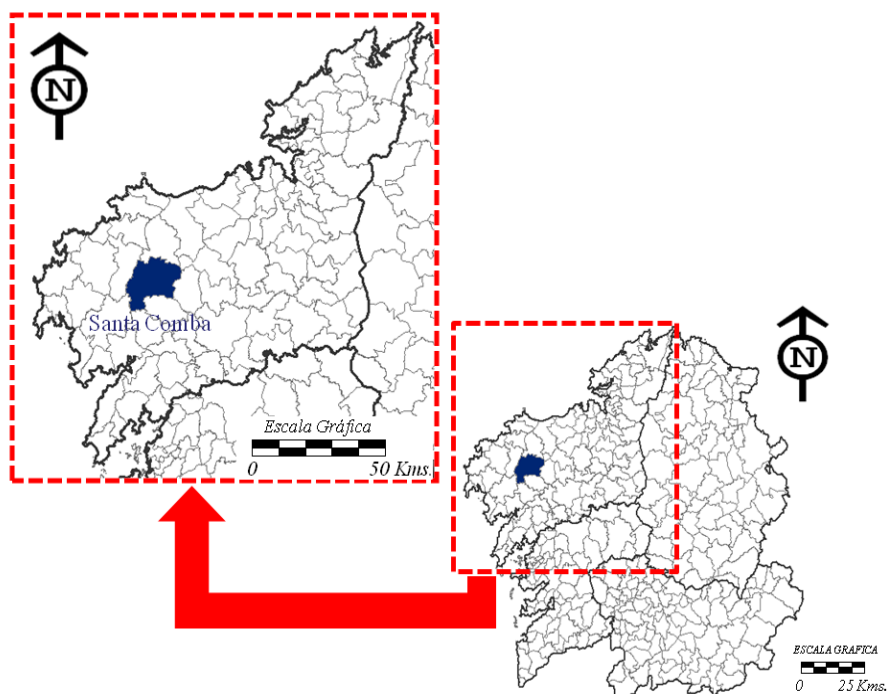 N
Santa Comba
Escala Gráfica
0 50 Kms.
N
ESCALA GRAFICA
0 25 Kms.